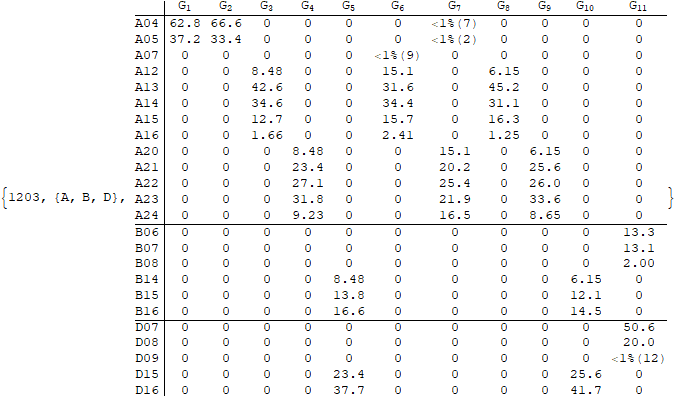 G1 G2 G3 G4 G5 G6 G7 G8 G9 G10 G11
A04 62.8 66.6 0 0 0 0 <1%(7) 0 0 0 0
A05 37.2 33.4 0 0 0 0 <1%(2) 0 0 0 0
A07 0 0 0 0 0 <1%(9) 0 0 0 0 0
A12 0 0 8.48 0 0 15.1 0 6.15 0 0 0
A13 0 0 42.6 0 0 31.6 0 45.2 0 0 0
A14 0 0 34.6 0 0 34.4 0 31.1 0 0 0
A15 0 0 12.7 0 0 15.7 0 16.3 0 0 0
A16 0 0 1.66 0 0 2.41 0 1.25 0 0 0
A20 0 0 0 8.48 0 0 15.1 0 6.15 0 0
A21 0 0 0 23.4 0 0 20.2 0 25.6 0 0
A22 0 0 0 27.1 0 0 25.4 0 26.0 0 0
{1203, {A, B, D}, A23 0 0 0 31.8 0 0 21.9 0 33.6 0 0 }
A24 0 0 0 9.23 0 0 16.5 0 8.65 0 0
B06 0 0 0 0 0 0 0 0 0 0 13.3
B07 0 0 0 0 0 0 0 0 0 0 13.1
B08 0 0 0 0 0 0 0 0 0 0 2.00
B14 0 0 0 0 8.48 0 0 0 0 6.15 0
B15 0 0 0 0 13.8 0 0 0 0 12.1 0
B16 0 0 0 0 16.6 0 0 0 0 14.5 0
D07 0 0 0 0 0 0 0 0 0 0 50.6
D08 0 0 0 0 0 0 0 0 0 0 20.0
D09 0 0 0 0 0 0 0 0 0 0 <1%(12)
D15 0 0 0 0 23.4 0 0 0 0 25.6 0
D16 0 0 0 0 37.7 0 0 0 0 41.7 0